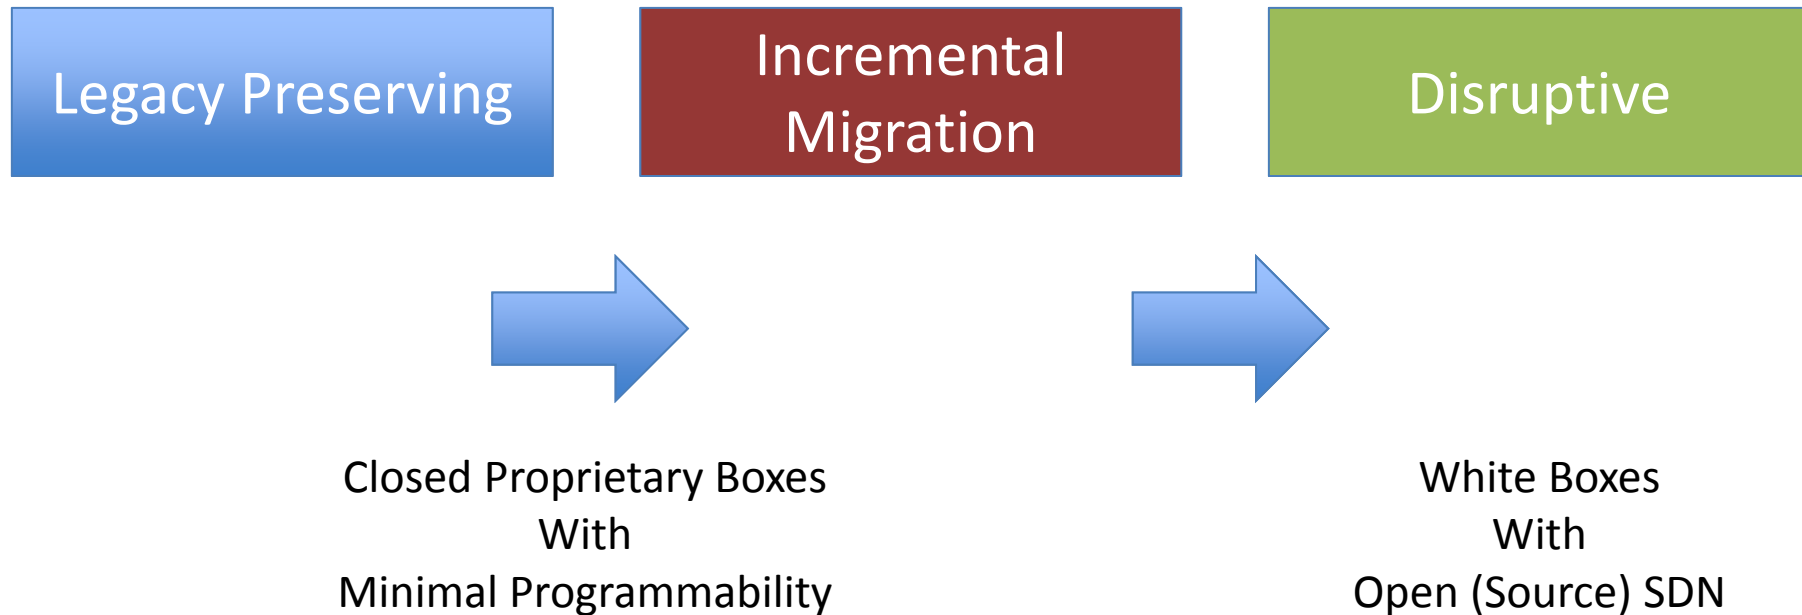 Legacy Preserving
Incremental
Migration
Disruptive
Closed Proprietary Boxes
With
Minimal Programmability
White Boxes
With
Open (Source) SDN